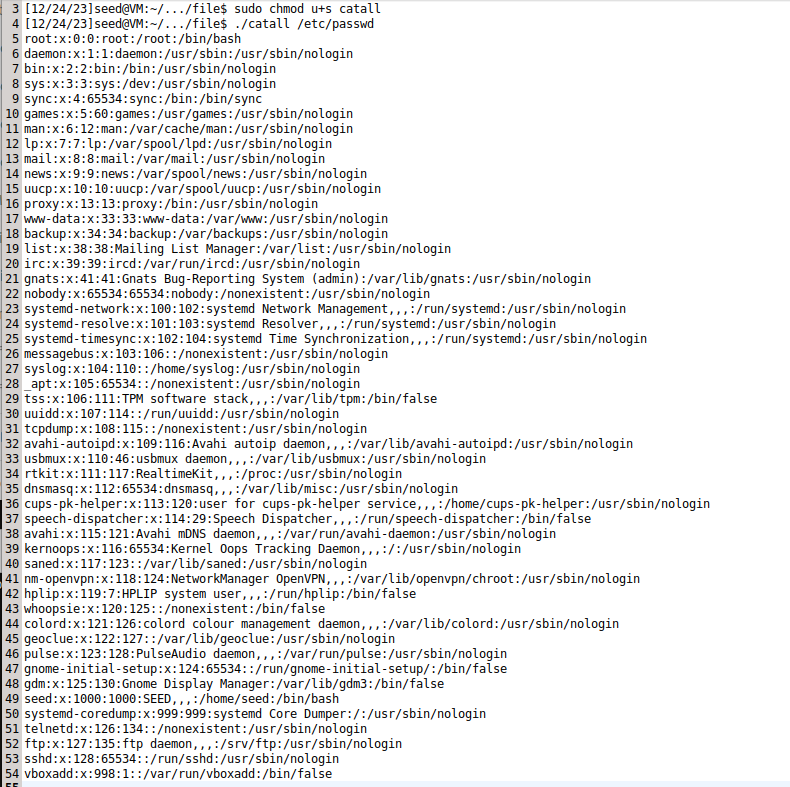 3 [12/24/23]seed@VM:~/.../file$ sudo chmod u+s catall
4 [12/24/23]seed@VM:~/.../file$ ./catall /etc/passwd
5 root:x:0:0:root:/root:/bin/bash
6 daemon:x:1:1:daemon:/usr/sbin:/usr/sbin/nologin
7 bin:x:2:2:bin:/bin:/usr/sbin/nologin
8 sys:x:3:3:sys:/dev:/usr/sbin/nologin
9 sync:x:4:65534:sync:/bin:/bin/sync
10 games:x:5:60:games:/usr/games:/usr/sbin/nologin
11 man:x:6:12:man:/var/cache/man:/usr/sbin/nologin
12 lp:x:7:7:lp:/var/spool/lpd:/usr/sbin/nologin
13 mail:x:8:8:mail:/var/mail:/usr/sbin/nologin
14 news:x:9:9:news:/var/spool/news:/usr/sbin/nologin
15 uucp:x:10:10:uucp:/var/spool/uucp:/usr/sbin/nologin
16 proxy:x:13:13:proxy:/bin:/usr/sbin/nologin
17 www-data:x:33:33:www-data:/var/www:/usr/sbin/nologin
18 backup:x:34:34:backup:/var/backups:/usr/sbin/nologin
19 list:x:38:38:Mailing List Manager:/var/list:/usr/sbin/nologin
20 irc:x:39:39:ircd:/var/run/ircd:/usr/sbin/nologin
21 gnats:x:41:41:Gnats Bug-Reporting System (admin):/var/lib/gnats:/usr/sbin/nologin
22 nobody:x:65534:65534:nobody:/nonexistent:/usr/sbin/nologin
23 systemd-network:x:100:102:systemd Network Management,,,:/run/systemd:/usr/sbin/nologin
24 systemd-resolve:x:101:103:systemd Resolver,,,:/run/systemd:/usr/sbin/nologin
25 systemd-timesync:x:102:104:systemd Time Synchronization,,,:/run/systemd:/usr/sbin/nologin
26 messagebus:x:103:106::/nonexistent:/usr/sbin/nologin
27 syslog:x:104:110::/home/syslog:/usr/sbin/nologin
28 _apt:x:105:65534::/nonexistent:/usr/sbin/nologin
29 tss:x:106:111:TPM software stack,,,:/var/lib/tpm:/bin/false
30 uuidd:x:107:114::/run/uuidd:/usr/sbin/nologin
31 tcpdump:x:108:115::/nonexistent:/usr/sbin/nologin
32 avahi-autoipd:x:109:116:Avahi autoip daemon,,,:/var/lib/avahi-autoipd:/usr/sbin/nologin
33 usbmux:x:110:46:usbmux daemon,,,:/var/lib/usbmux:/usr/sbin/nologin
34 rtkit:x:111:117:RealtimeKit,,,:/proc:/usr/sbin/nologin
35 dnsmasq:x:112:65534:dnsmasq,,,:/var/lib/misc:/usr/sbin/nologin
36 cups-pk-helper:x:113:120:user for cups-pk-helper service,,,:/home/cups-pk-helper:/usr/sbin/nologin
37 speech-dispatcher:x:114:29:Speech Dispatcher,,,:/run/speech-dispatcher:/bin/false
38 avahi:x:115:121:Avahi mDNS daemon,,,:/var/run/avahi-daemon:/usr/sbin/nologin
39 kernoops:x:116:65534:Kernel Oops Tracking Daemon,,,:/:/usr/sbin/nologin
40 saned:x:117:123::/var/lib/saned:/usr/sbin/nologin
41 nm-openvpn:x:118:124:NetworkManager OpenVPN,,,:/var/lib/openvpn/chroot:/usr/sbin/nologin
42 hplip:x:119:7:HPLIP system user,,,:/run/hplip:/bin/false
43 whoopsie:x:120:125::/nonexistent:/bin/false
44 colord:x:121:126:colord colour management daemon,,,:/var/lib/colord:/usr/sbin/nologin
45 geoclue:x:122:127::/var/lib/geoclue:/usr/sbin/nologin
46 pulse:x:123:128:PulseAudio daemon,,,:/var/run/pulse:/usr/sbin/nologin
47 gnome-initial-setup:x:124:65534::/run/gnome-initial-setup/:/bin/false
48 gdm:x:125:130:Gnome Display Manager:/var/lib/gdm3:/bin/false
49 seed:x:1000:1000:SEED,,,:/home/seed:/bin/bash
50 systemd-coredump:x:999:999:systemd Core Dumper:/:/usr/sbin/nologin
51 telnetd:x:126:134::/nonexistent:/usr/sbin/nologin
52 ftp:x:127:135:ftp daemon,,,:/srv/ftp:/usr/sbin/nologin
53 sshd:x:128:65534::/run/sshd:/usr/sbin/nologin
54 vboxadd:x:998:1::/var/run/vboxadd:/bin/false
55